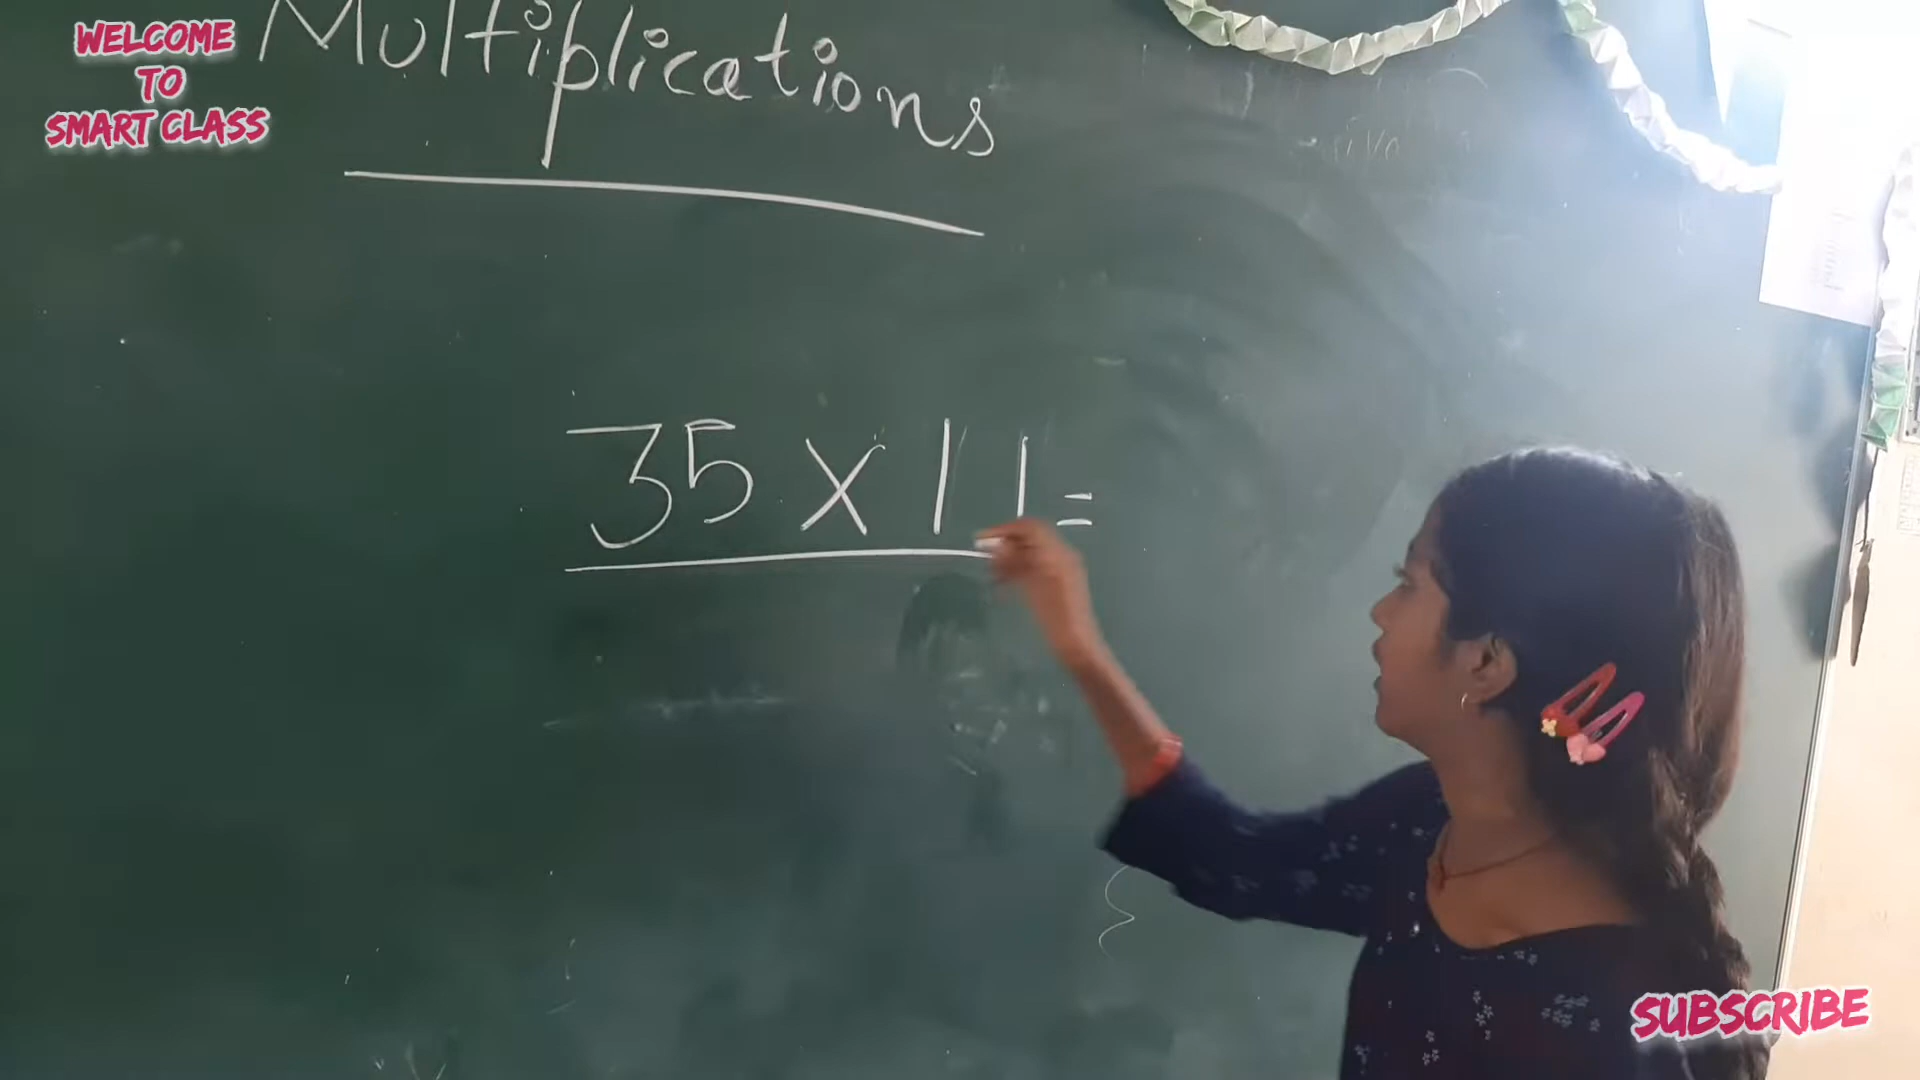 WELCOME
TO
SMART CLASS
Multiplications
35 X 11 =
SUBSCRIBE